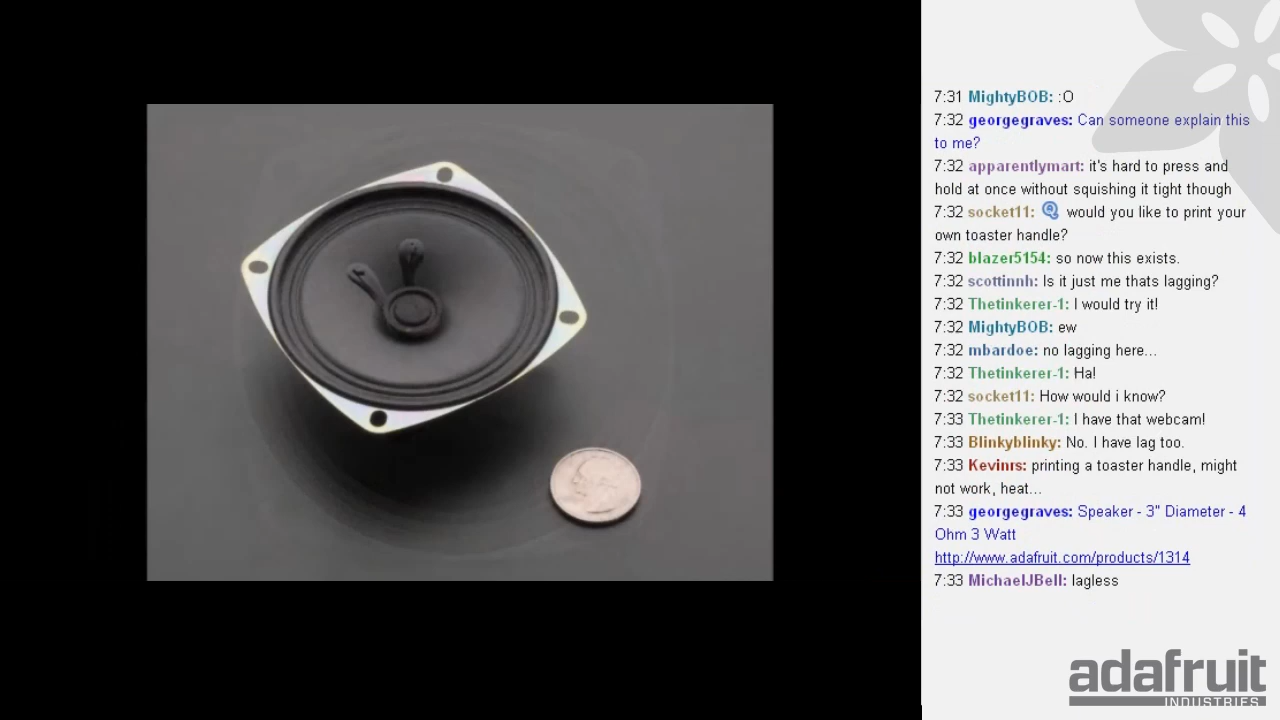 7:31 MightyBOB: :O
7:32 georgegraves: Can someone explain this
to me?
7:32 apparentlymart: it's hard to press and
hold at once without squishing it tight though
7:32 socket11: would you like to print your
own toaster handle?
7:32 blazer5154: so now this exists.
7:32 scottinnh: Is it just me thats lagging?
7:32 Thetinkerer-1: I would try it!
7:32 MightyBOB: ew
7:32 mbardoe: no lagging here...
7:32 Thetinkerer-1: Ha!
7:32 socket11: How would i know?
7:33 Thetinkerer-1: I have that webcam!
7:33 Blinkyblinky: No. I have lag too.
7:33 Kevinrs: printing a toaster handle, might
not work, heat...
7:33 georgegraves: Speaker - 3" Diameter - 4
Ohm 3 Watt
http://www.adafruit.com/products/1314
7:33 MichaelJBell: lagless
adafruit
INDUSTRIES